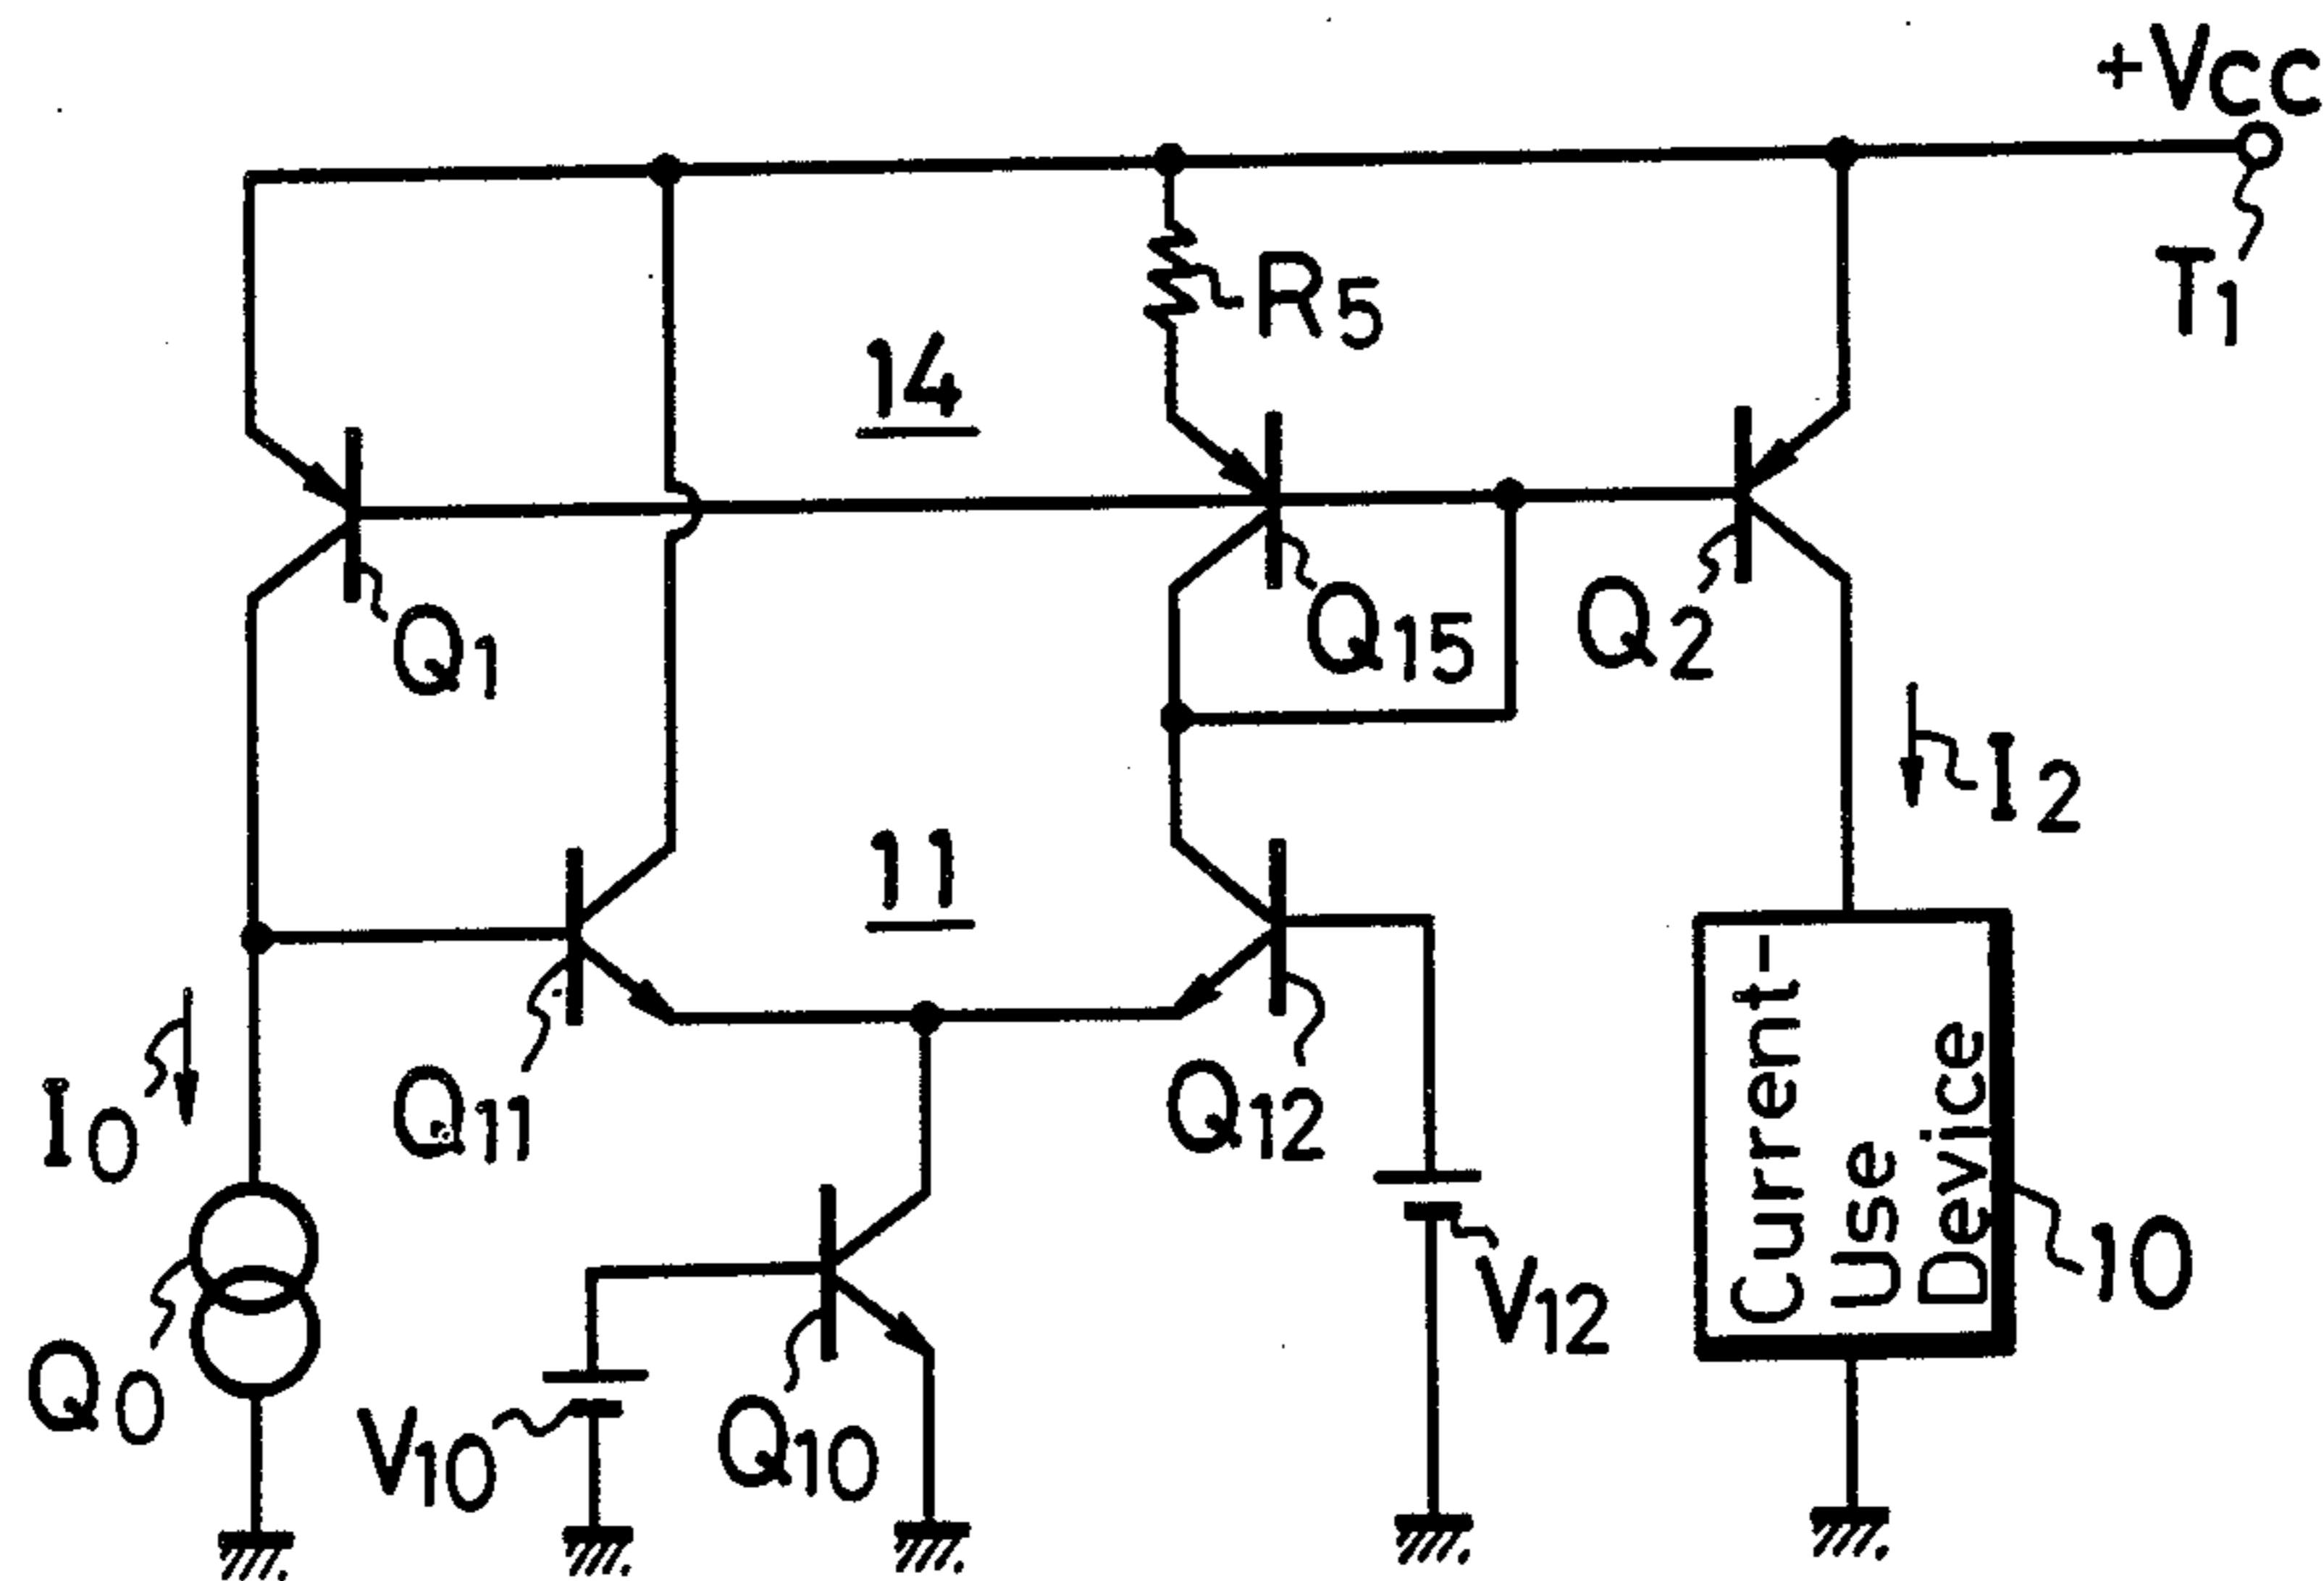 +Vcc
T1
R5
14
Q1
Q15
Q2
I2
11
I0
Q11
Q12
Current-
Use
Device
10
V12
Q0
V10
Q10